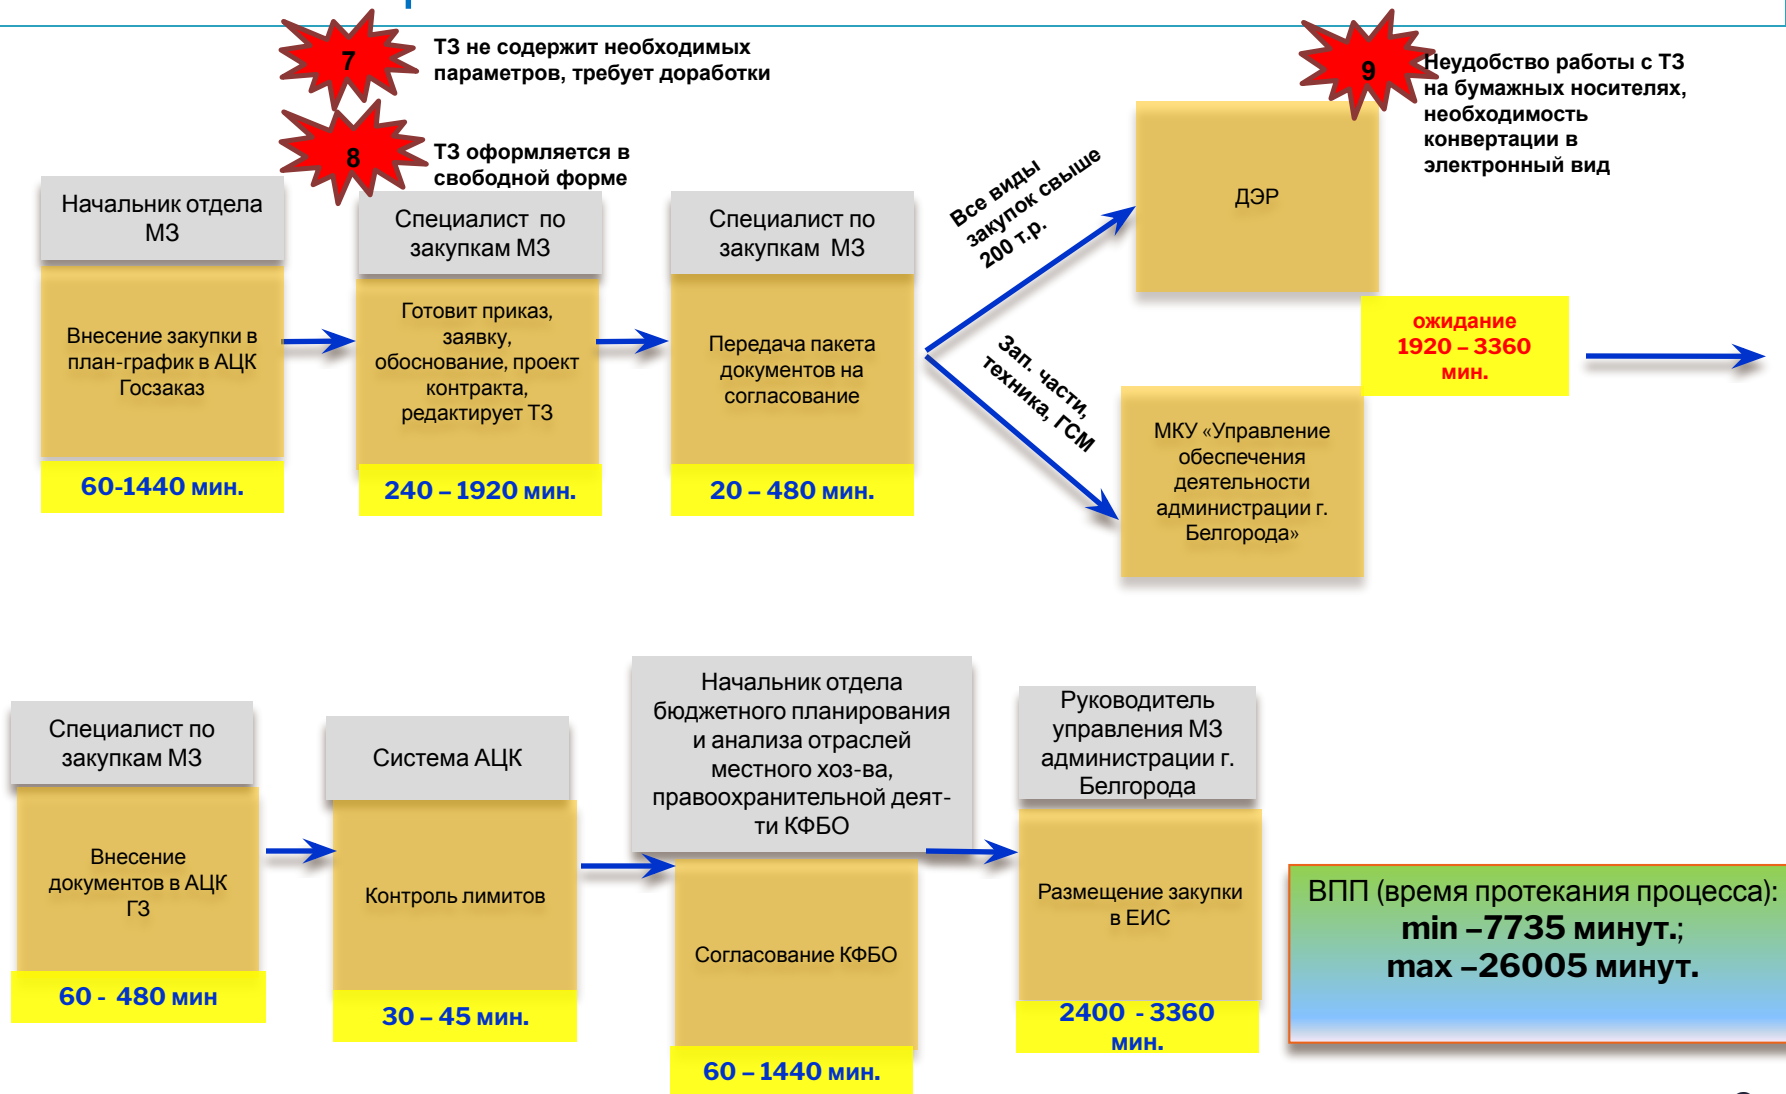 7
ТЗ не содержит необходимых
параметров, требует доработки
8
ТЗ оформляется в
свободной форме
9
Неудобство работы с ТЗ
на бумажных носителях,
необходимость
конвертации в
электронный вид
Начальник отдела
МЗ
Внесение закупки в
план-график в АЦК
Госзаказ
60-1440 мин.
Специалист по
закупкам МЗ
Готовит приказ,
заявку,
обоснование, проект
контракта,
редактирует ТЗ
240 – 1920 мин.
Специалист по
закупкам МЗ
Передача пакета
документов на
согласование
20 – 480 мин.
Все виды
закупок свыше
200 т.р.
Зап. части,
техника, ГСМ
ДЭР
МКУ «Управление
обеспечения
деятельности
администрации г.
Белгорода»
ожидание
1920 – 3360
мин.
Специалист по
закупкам МЗ
Внесение
документов в АЦК
ГЗ
60 - 480 мин
Система АЦК
Контроль лимитов
30 – 45 мин.
Начальник отдела
бюджетного планирования
и анализа отраслей
местного хоз-ва,
правоохранительной деят-
ти КФБО
Согласование КФБО
60 – 1440 мин.
Руководитель
управления МЗ
администрации г.
Белгорода
Размещение закупки
в ЕИС
2400 - 3360
мин.
ВПП (время протекания процесса):
min –7735 минут.;
max –26005 минут.